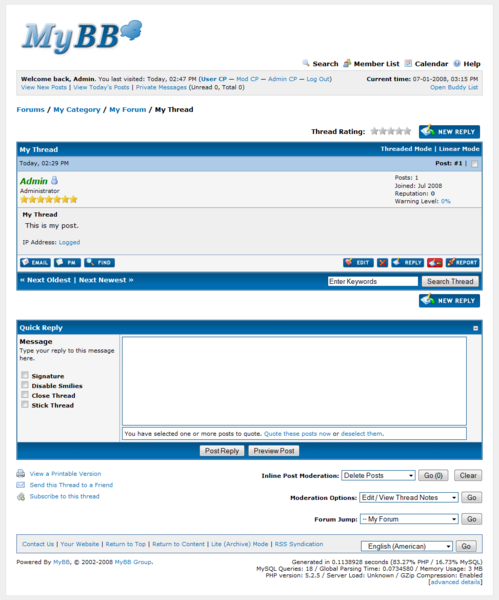 MyBB
Search Member List Calendar Help
Welcome back, Admin. You last visited: Today, 02:47 PM (User CP — Mod CP — Admin CP — Log Out)
Current time: 07-01-2008, 03:15 PM
View New Posts | View Today's Posts | Private Messages (Unread 0, Total 0)
Open Buddy List
Forums / My Category / My Forum / My Thread
Thread Rating:
NEW REPLY
My Thread
Threaded Mode | Linear Mode
Today, 02:29 PM
Post: #1 |
Admin
Administrator
Posts: 1
Joined: Jul 2008
Reputation: 0
Warning Level: 0%
My Thread
This is my post.
IP Address: Logged
EMAIL PM FIND
EDIT REPLY REPORT
« Next Oldest | Next Newest »
Enter Keywords
Search Thread
NEW REPLY
Quick Reply
Message
Type your reply to this message
here.
Signature
Disable Smilies
Close Thread
Stick Thread
You have selected one or more posts to quote. Quote these posts now or deselect them.
Post Reply Preview Post
View a Printable Version
Send this Thread to a Friend
Subscribe to this thread
Inline Post Moderation: Delete Posts Go (0) Clear
Moderation Options: Edit / View Thread Notes Go
Forum Jump: -- My Forum Go
Contact Us | Your Website | Return to Top | Return to Content | Lite (Archive) Mode | RSS Syndication
English (American) Go
Powered By MyBB, © 2002-2008 MyBB Group.
Generated in 0.1138928 seconds (83.27% PHP / 16.73% MySQL)
MySQL Queries: 18 / Global Parsing Time: 0.0734580 / Memory Usage: 3 MB
PHP version: 5.2.5 / Server Load: Unknown / GZip Compression: Enabled
[advanced details]